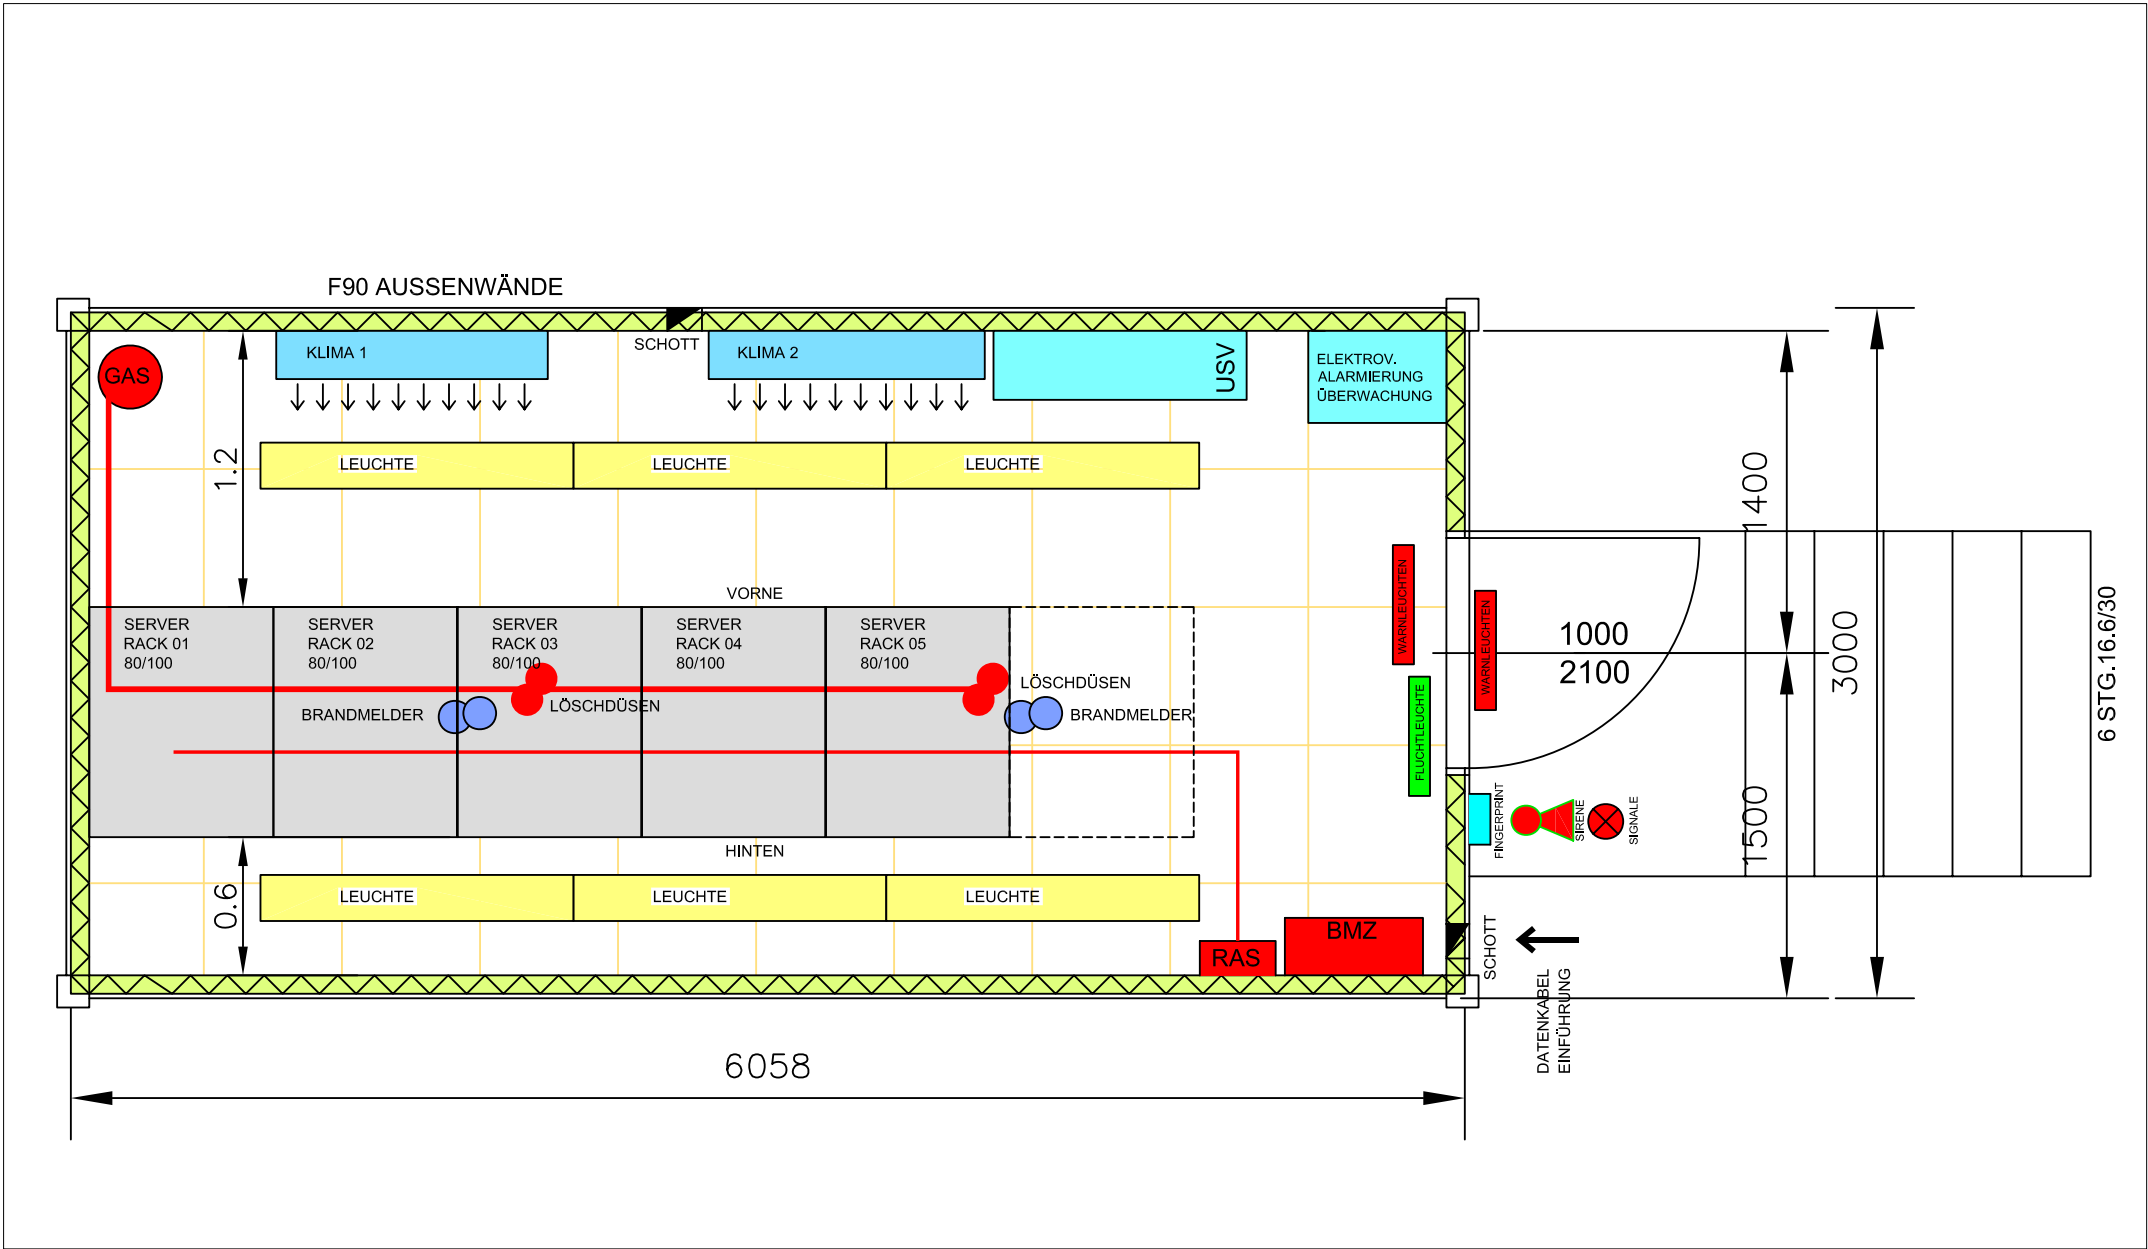 F90 AUSSENWÄNDE
KLIMA 1
SCHOTT
KLIMA 2
USV
ELEKTROV.
ALARMIERUNG
ÜBERWACHUNG
GAS
1.2
LEUCHTE
LEUCHTE
LEUCHTE
1400
3000
VORNE
SERVER
RACK 01
80/100
SERVER
RACK 02
80/100
SERVER
RACK 03
80/100
SERVER
RACK 04
80/100
SERVER
RACK 05
80/100
WARNLEUCHTEN
WARNLEUCHTEN
1000
2100
6 STG.16.6/30
LÖSCHDÜSEN
LÖSCHDÜSEN
BRANDMELDER
BRANDMELDER
FLUCHTLEUCHTE
FINGERPRINT
SIRENE
SIGNALE
1500
HINTEN
0.6
LEUCHTE
LEUCHTE
LEUCHTE
RAS
BMZ
SCHOTT
DATENKABEL
EINFÜHRUNG
6058